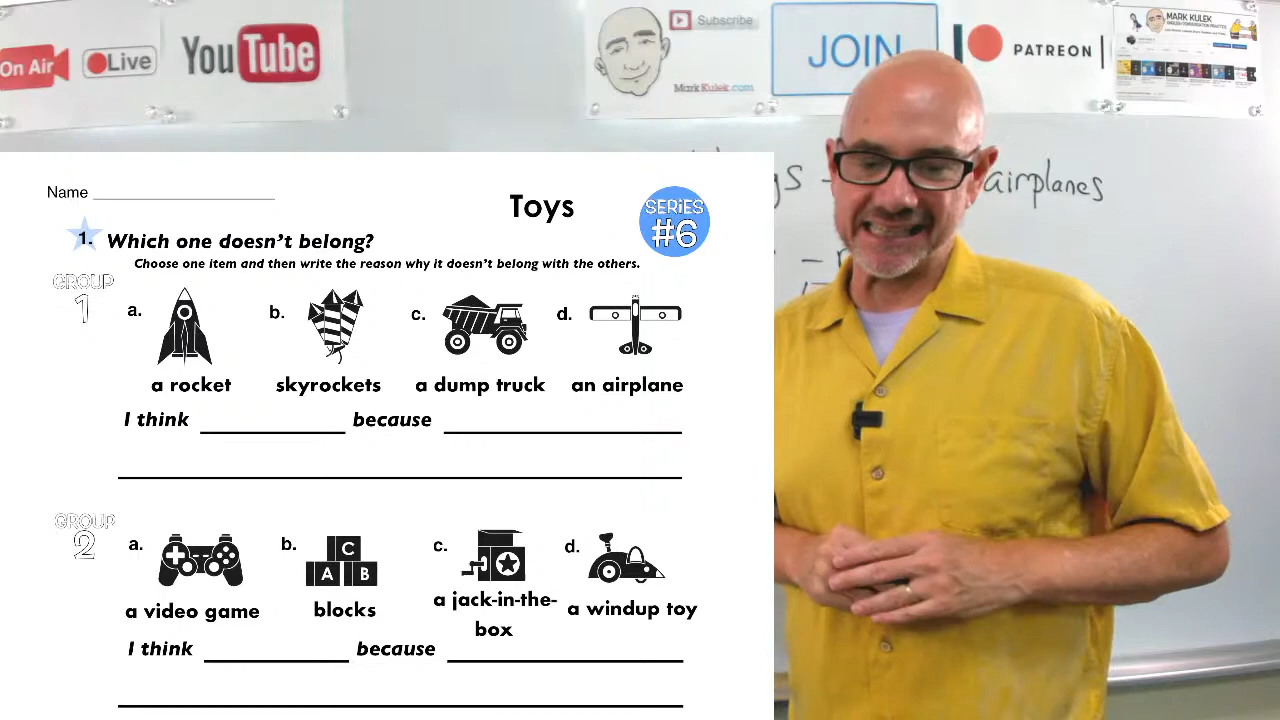 On Air
Live
YouTube
Subscribe
MarkKulek.com
JOIN
PATREON
MARK KULEK
airplanes
Name
Toys
SERIES
#6
1. Which one doesn't belong?
Choose one item and then write the reason why it doesn't belong with the others.
GROUP
1
a. b. c. d.
a rocket skyrockets a dump truck an airplane
I think because
GROUP
2
a. b. c. d.
C
A B
a video game blocks a jack-in-the-box a windup toy
I think because